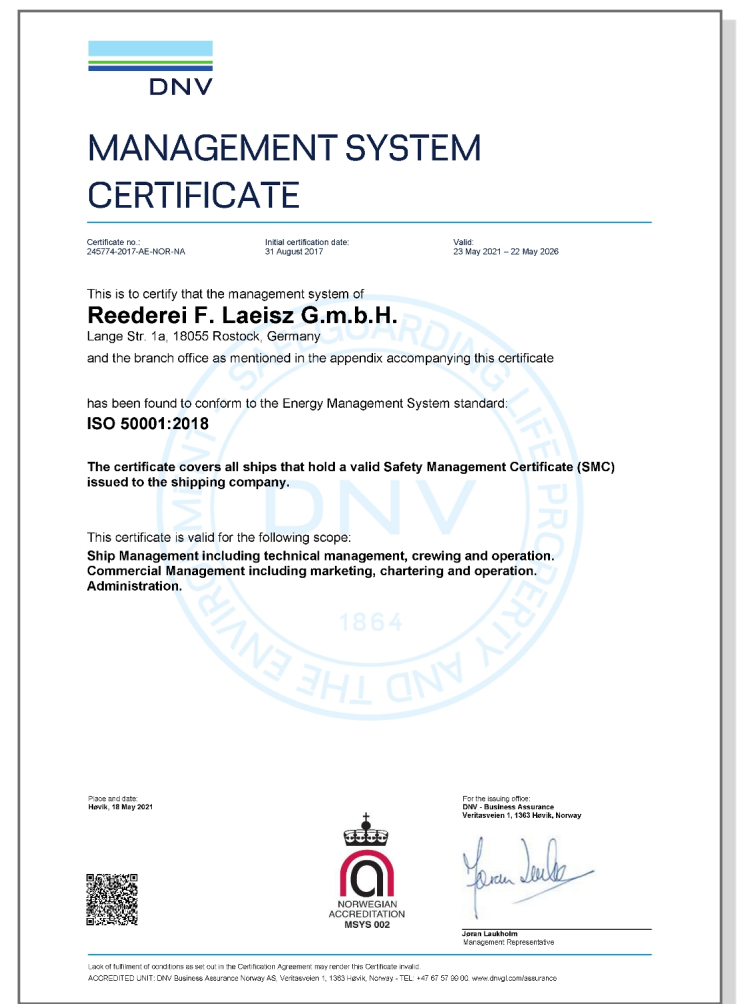 DNV
MANAGEMENT SYSTEM
CERTIFICATE
Certificate no.:
245774-2017-AE-NOR-NA
Initial certification date:
31 August 2017
Valid:
23 May 2021 – 22 May 2026
This is to certify that the management system of
Reederei F. Laeisz G.m.b.H.
Lange Str. 1a, 18055 Rostock, Germany
and the branch office as mentioned in the appendix accompanying this certificate
has been found to conform to the Energy Management System standard:
ISO 50001:2018
The certificate covers all ships that hold a valid Safety Management Certificate (SMC)
issued to the shipping company.
This certificate is valid for the following scope:
Ship Management including technical management, crewing and operation.
Commercial Management including marketing, chartering and operation.
Administration.
SAFEGUARDING LIFE PROPERTY AND THE ENVIRONMENT
DNV
1864
Place and date:
Høvik, 18 May 2021
For the issuing office:
DNV - Business Assurance
Veritasveien 1, 1363 Høvik, Norway
NORWEGIAN
ACCREDITATION
MSYS 002
Jøran Laukholm
Management Representative
Lack of fulfilment of conditions as set out in the Certification Agreement may render this Certificate invalid.
ACCREDITED UNIT: DNV Business Assurance Norway AS, Veritasveien 1, 1363 Høvik, Norway - TEL: +47 67 57 99 00. www.dnvgl.com/assurance